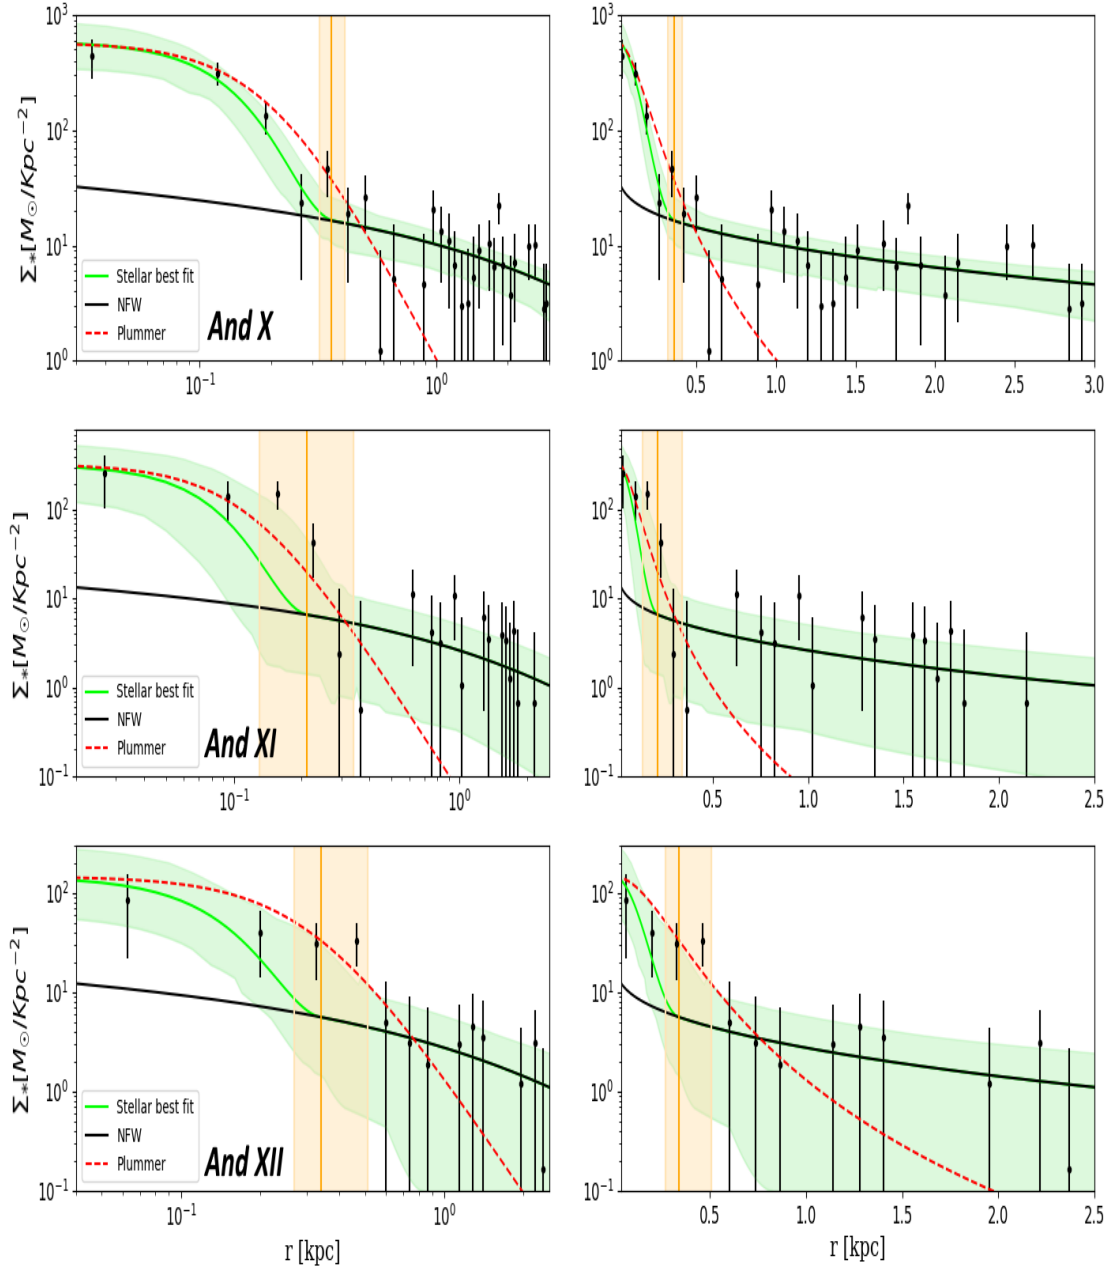 10³
10²
10¹
10⁰
Σ∗[M⊙/Kpc⁻²]
Stellar best fit
NFW
Plummer
And X
10⁻¹ 10⁰
0.5 1.0 1.5 2.0 2.5 3.0
10²
10¹
10⁰
10⁻¹
Σ∗[M⊙/Kpc⁻²]
Stellar best fit
NFW
Plummer
And XI
10⁻¹ 10⁰
10²
10¹
10⁰
10⁻¹
0.5 1.0 1.5 2.0 2.5
10²
10¹
10⁰
10⁻¹
Σ∗[M⊙/Kpc⁻²]
Stellar best fit
NFW
Plummer
And XII
10⁻¹ 10⁰
r [kpc]
10²
10¹
10⁰
10⁻¹
0.5 1.0 1.5 2.0 2.5
r [kpc]
10³
10²
10¹
10⁰